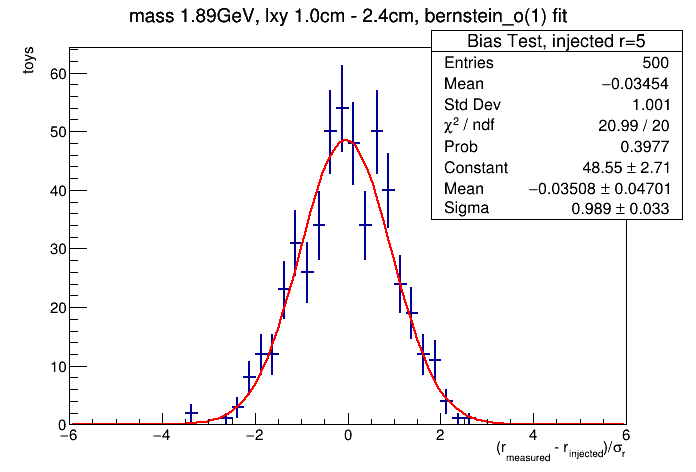 mass 1.89GeV, lxy 1.0cm - 2.4cm, bernstein_o(1) fit
toys
Bias Test, injected r=5
Entries 500
Mean −0.03454
Std Dev 1.001
χ² / ndf 20.99 / 20
Prob 0.3977
Constant 48.55 ± 2.71
Mean −0.03508 ± 0.04701
Sigma 0.989 ± 0.033
60
50
40
30
20
10
0
−6 −4 −2 0 2 4 6
(r_measured - r_injected)/σ_r